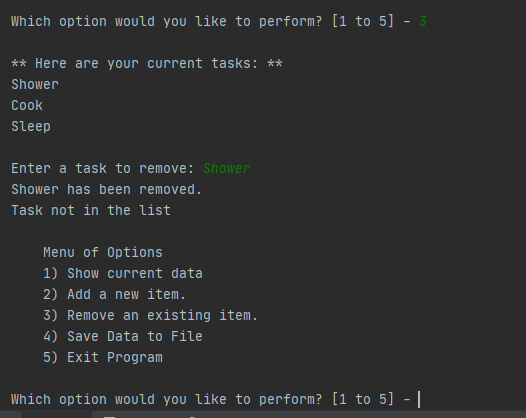 Which option would you like to perform? [1 to 5] - 3
** Here are your current tasks: **
Shower
Cook
Sleep
Enter a task to remove: Shower
Shower has been removed.
Task not in the list
Menu of Options
1) Show current data
2) Add a new item.
3) Remove an existing item.
4) Save Data to File
5) Exit Program
Which option would you like to perform? [1 to 5] -